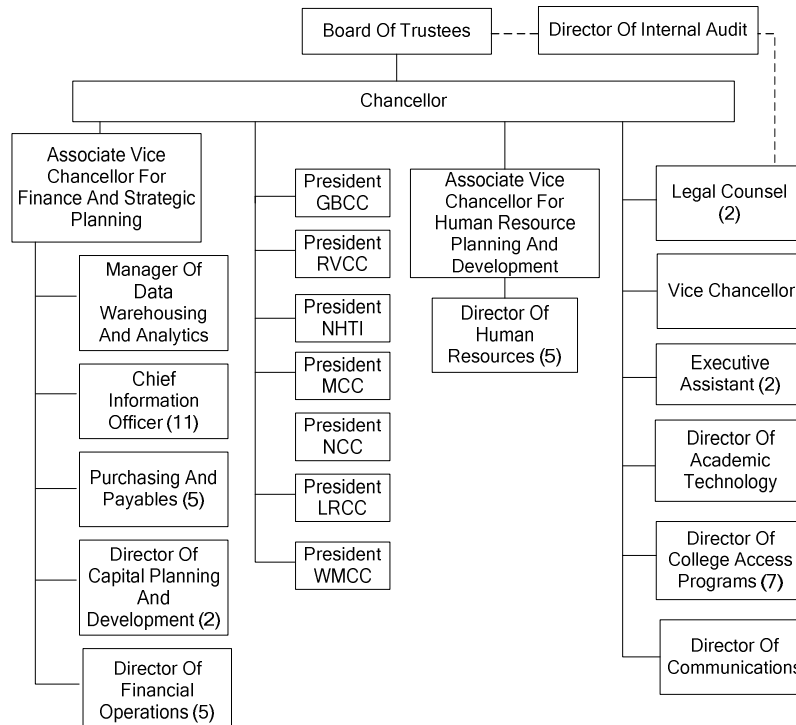 Board Of Trustees
Director Of Internal Audit
Chancellor
Associate Vice
Chancellor For
Finance And Strategic
Planning
Manager Of
Data
Warehousing
And Analytics
Chief
Information
Officer (11)
Purchasing And
Payables (5)
Director Of
Capital Planning
And
Development (2)
Director Of
Financial
Operations (5)
President
GBCC
President
RVCC
President
NHTI
President
MCC
President
NCC
President
LRCC
President
WMCC
Associate Vice
Chancellor For
Human Resource
Planning And
Development
Director Of
Human
Resources (5)
Legal Counsel
(2)
Vice Chancellor
Executive
Assistant (2)
Director Of
Academic
Technology
Director Of
College Access
Programs (7)
Director Of
Communications